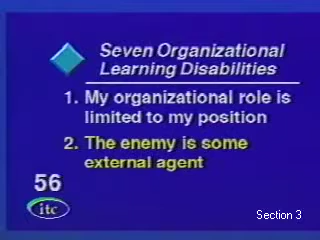 Seven Organizational
Learning Disabilities
1. My organizational role is
limited to my position
2. The enemy is some
external agent
56
itc
Section 3